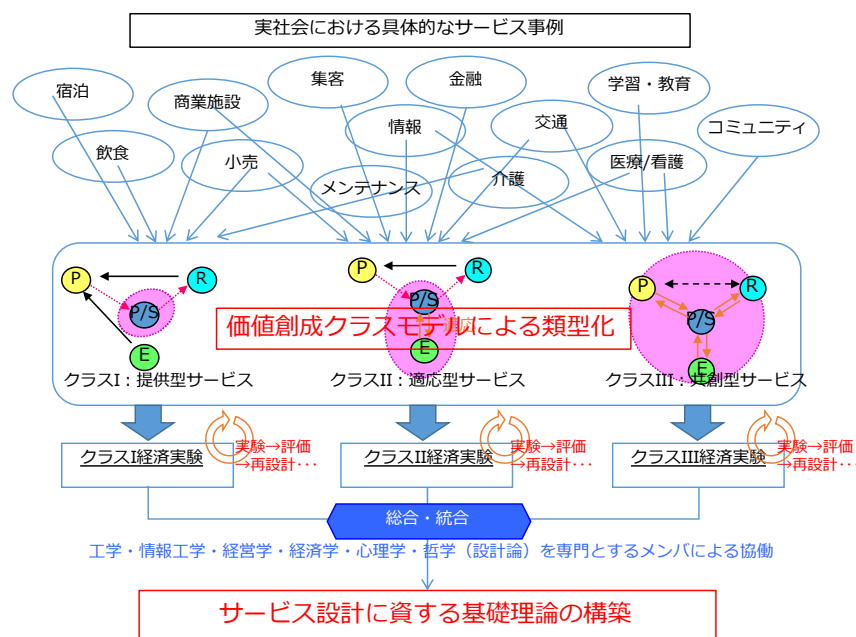 実社会における具体的なサービス事例
宿泊
商業施設
集客
金融
学習・教育
飲食
小売
情報
交通
コミュニティ
メンテナンス
介護
医療/看護
P
R
P/S
E
クラスI：提供型サービス
P
R
P/S
適応
E
クラスII：適応型サービス
P
R
P/S
E
クラスIII：共創型サービス
価値創成クラスモデルによる類型化
クラスI経済実験
実験→評価
→再設計･･･
クラスII経済実験
実験→評価
→再設計･･･
クラスIII経済実験
実験→評価
→再設計･･･
総合・統合
工学・情報工学・経営学・経済学・心理学・哲学（設計論）を専門とするメンバによる協働
サービス設計に資する基礎理論の構築